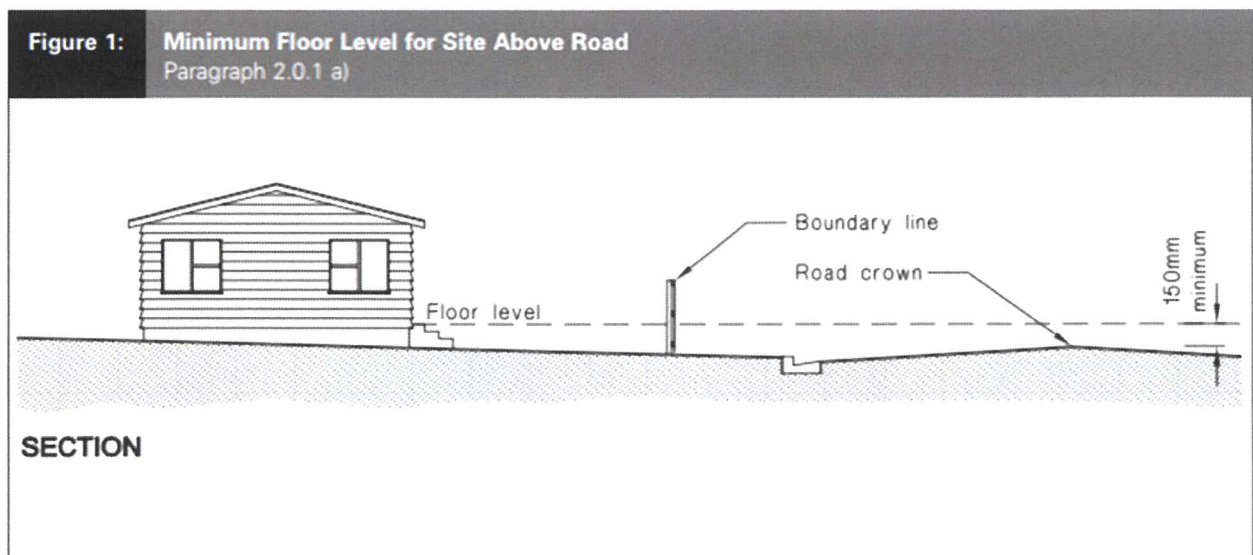 Figure 1:
Minimum Floor Level for Site Above Road
Paragraph 2.0.1 a)
Boundary line
Road crown
Floor level
150mm
minimum
SECTION